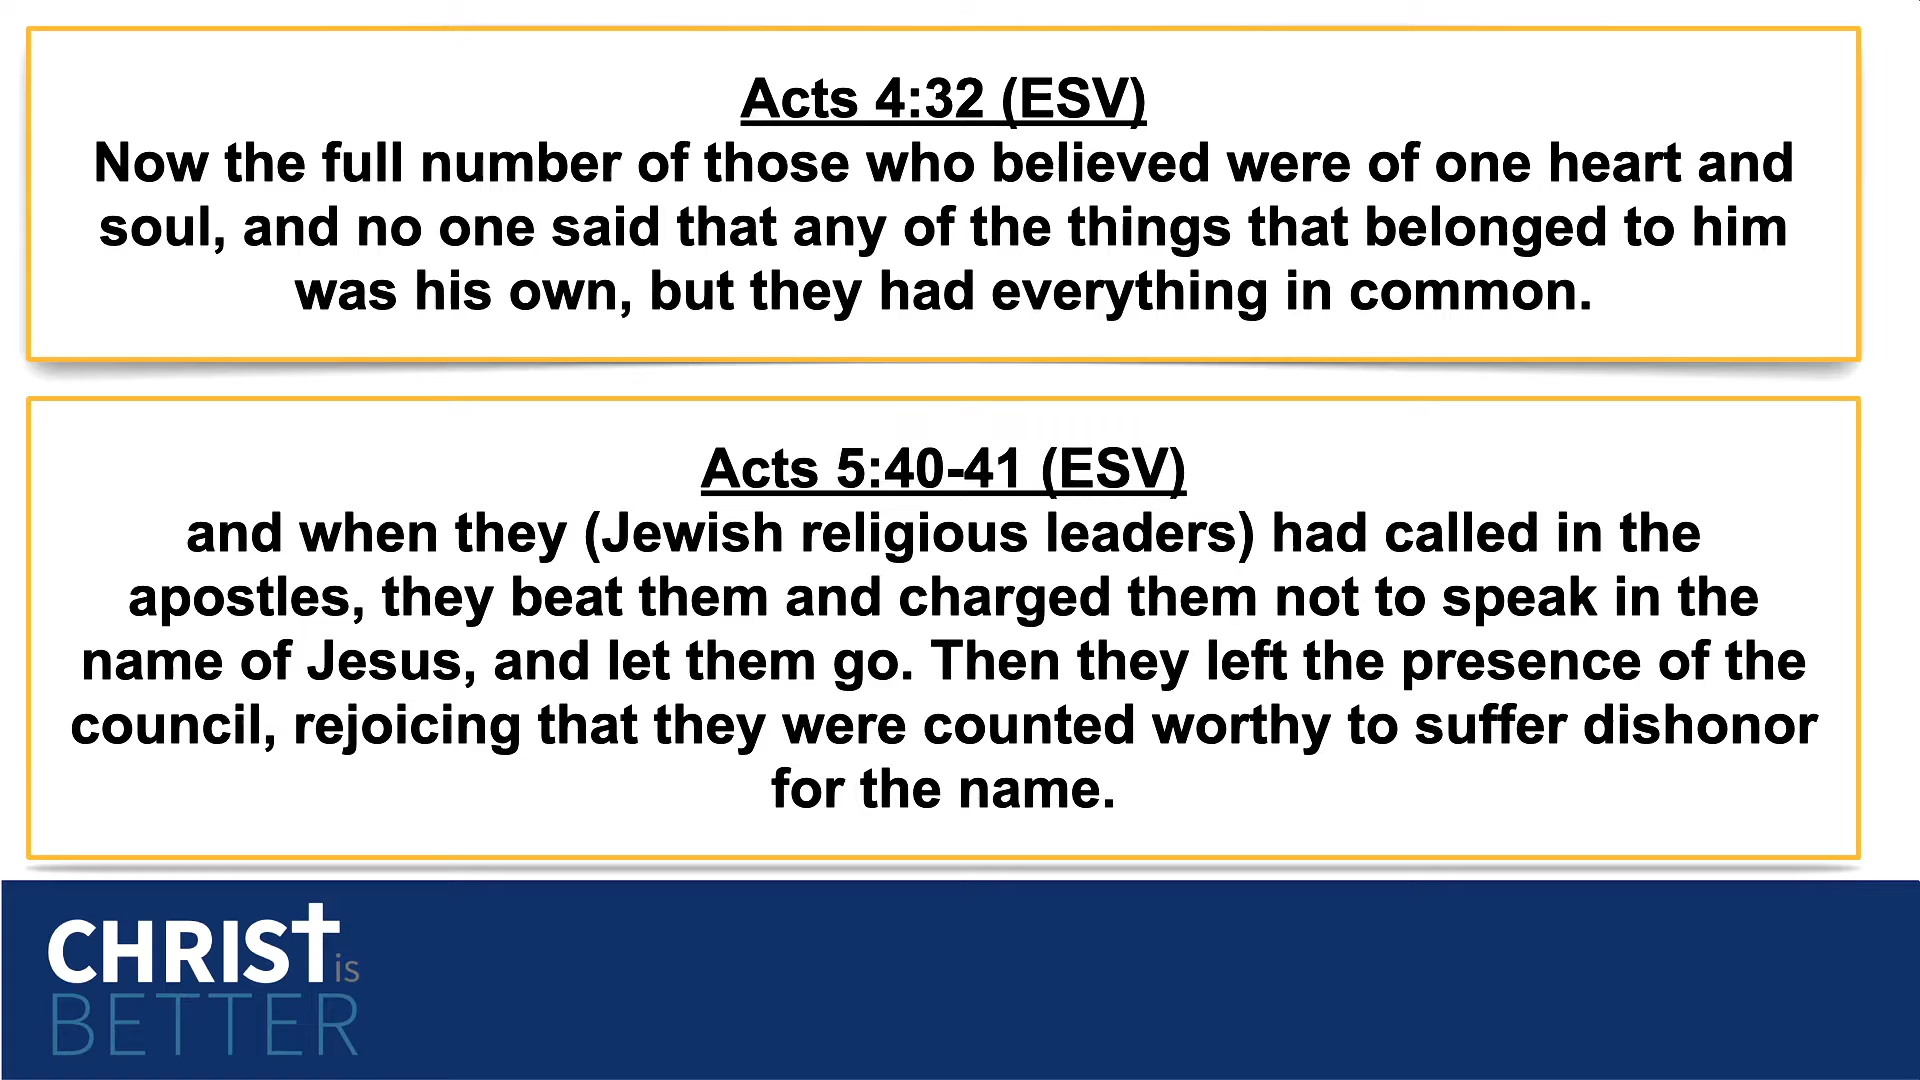 Acts 4:32 (ESV)
Now the full number of those who believed were of one heart and
soul, and no one said that any of the things that belonged to him
was his own, but they had everything in common.
Acts 5:40-41 (ESV)
and when they (Jewish religious leaders) had called in the
apostles, they beat them and charged them not to speak in the
name of Jesus, and let them go. Then they left the presence of the
council, rejoicing that they were counted worthy to suffer dishonor
for the name.
CHRIST is
BETTER